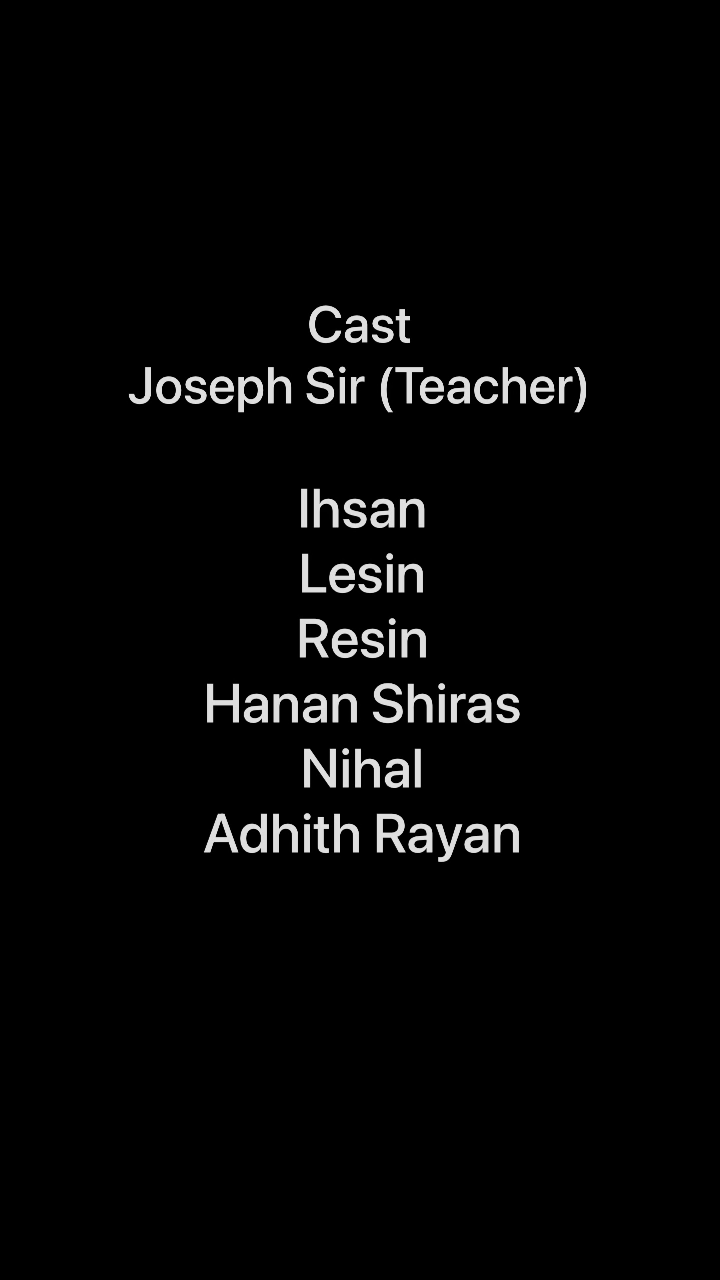 Cast
Joseph Sir (Teacher)
Ihsan
Lesin
Resin
Hanan Shiras
Nihal
Adhith Rayan